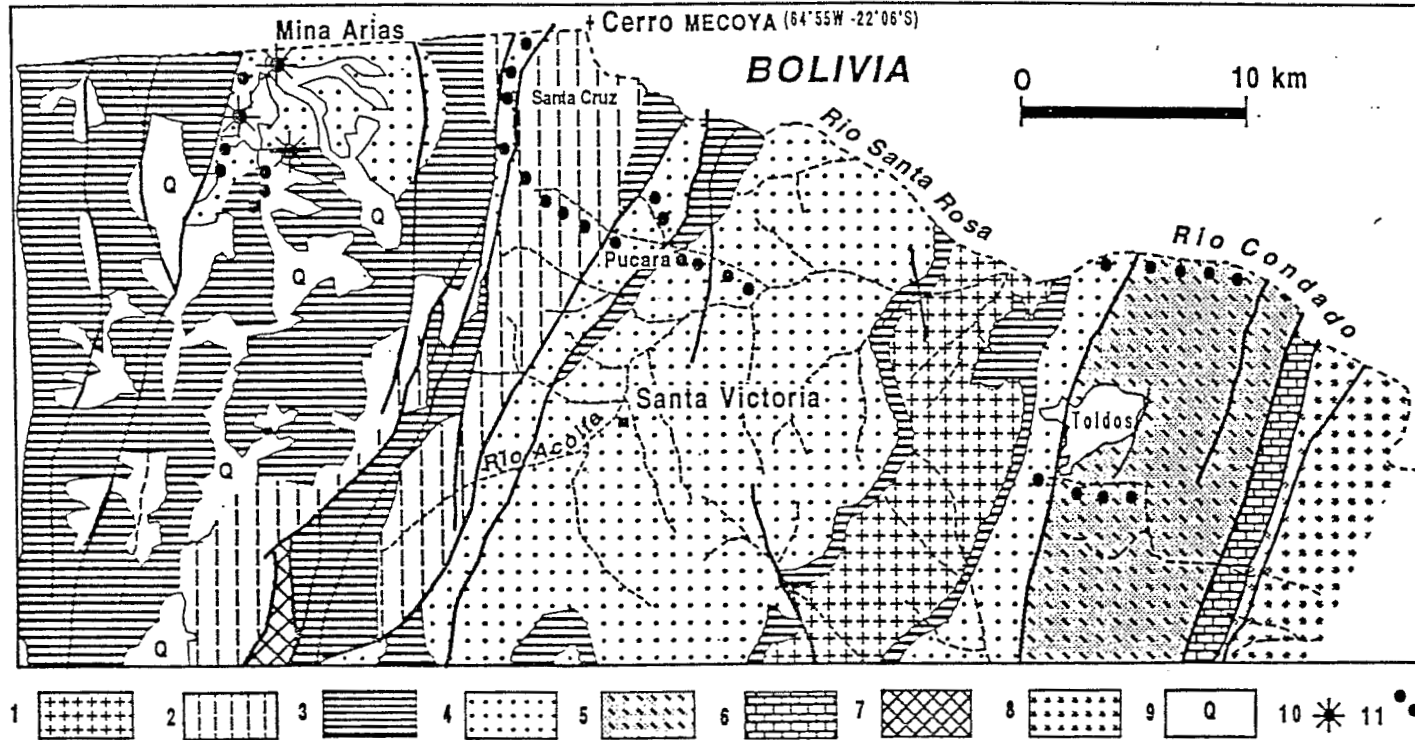 Mina Arias
Cerro MECOYA (64°55W -22°06'S)
BOLIVIA
0 10 km
Santa Cruz
Rio Santa Rosa
Q
Q
Q
Rio Condado
Pucara
Santa Victoria
Toldos
Rio Acoite
Q
Q
1 2 3 4 5 6 7 8 9 Q 10 11